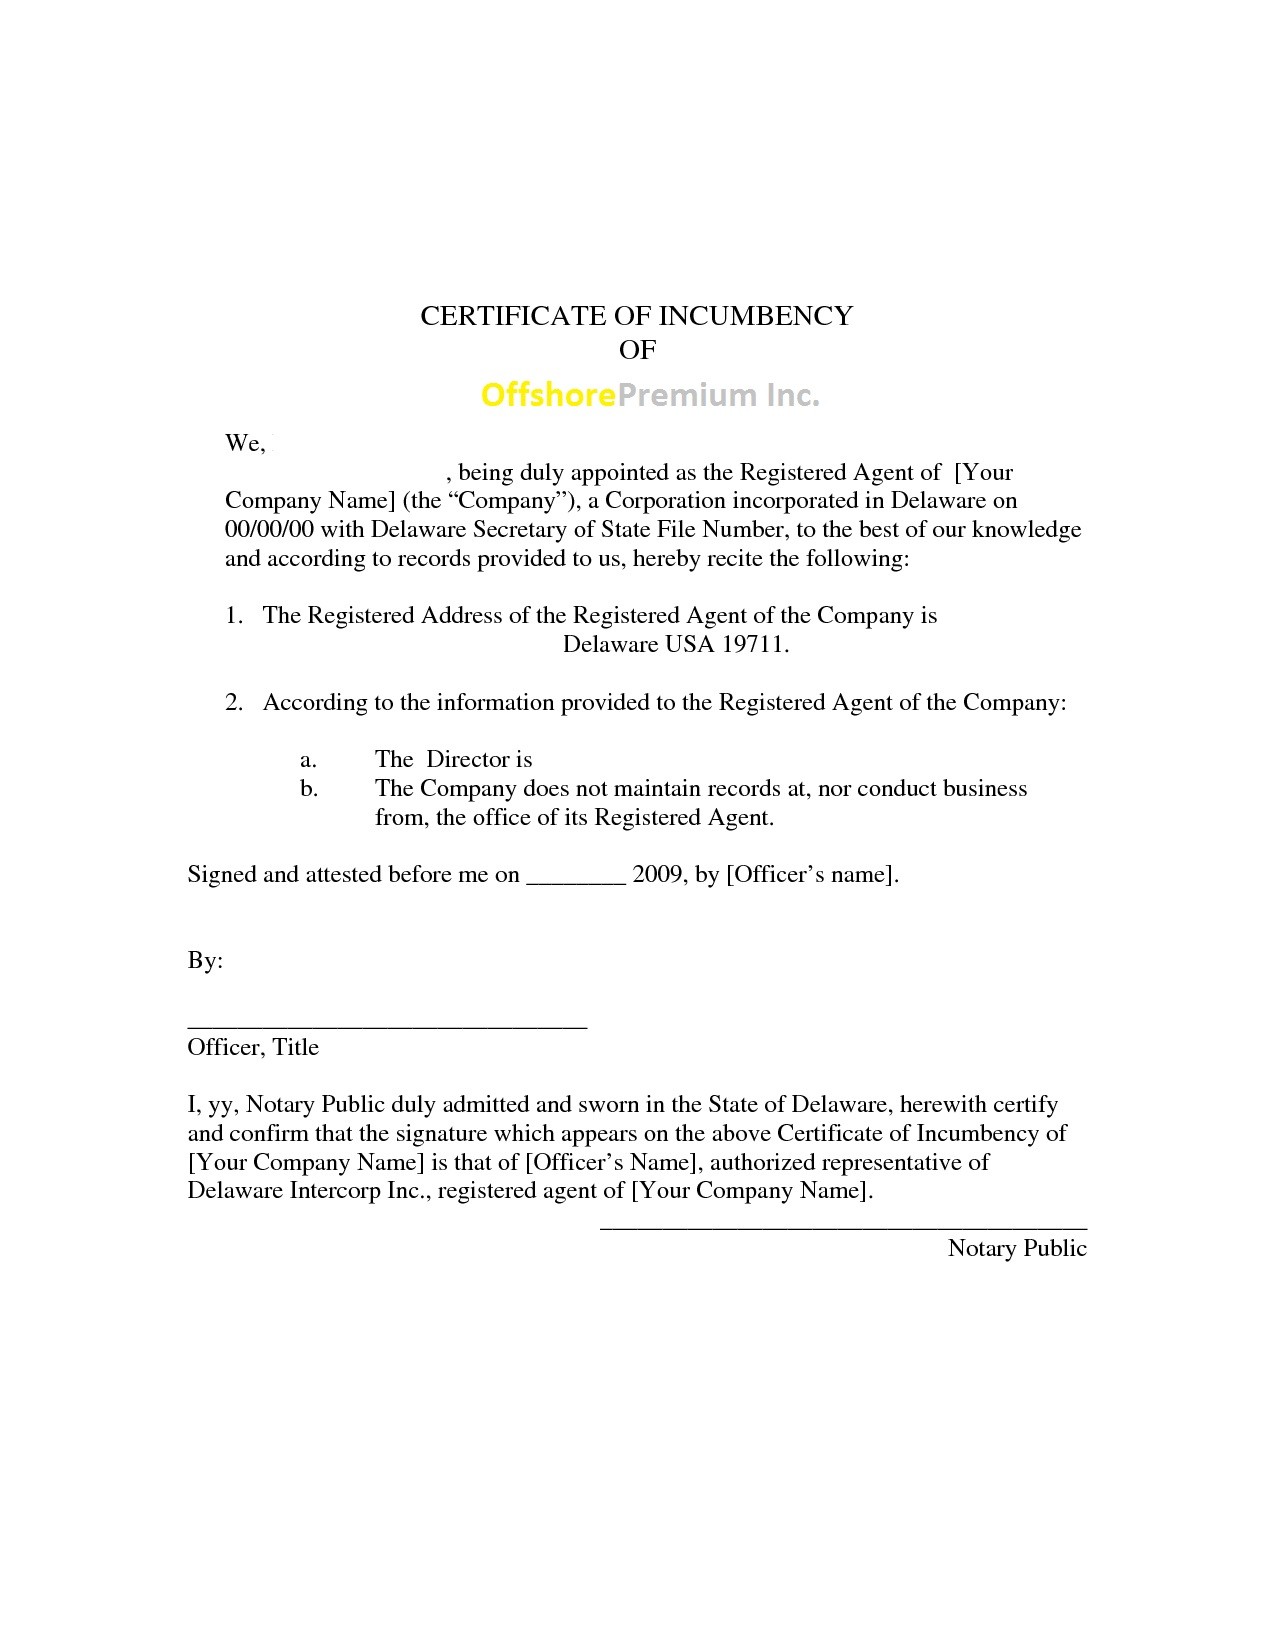 CERTIFICATE OF INCUMBENCY
OF
OffshorePremium Inc.
We,
, being duly appointed as the Registered Agent of [Your
Company Name] (the “Company”), a Corporation incorporated in Delaware on
00/00/00 with Delaware Secretary of State File Number, to the best of our knowledge
and according to records provided to us, hereby recite the following:
1. The Registered Address of the Registered Agent of the Company is
Delaware USA 19711.
2. According to the information provided to the Registered Agent of the Company:
a. The Director is
b. The Company does not maintain records at, nor conduct business
from, the office of its Registered Agent.
Signed and attested before me on ________ 2009, by [Officer’s name].
By:
________________________________
Officer, Title
I, yy, Notary Public duly admitted and sworn in the State of Delaware, herewith certify
and confirm that the signature which appears on the above Certificate of Incumbency of
[Your Company Name] is that of [Officer’s Name], authorized representative of
Delaware Intercorp Inc., registered agent of [Your Company Name].
_______________________________________
Notary Public